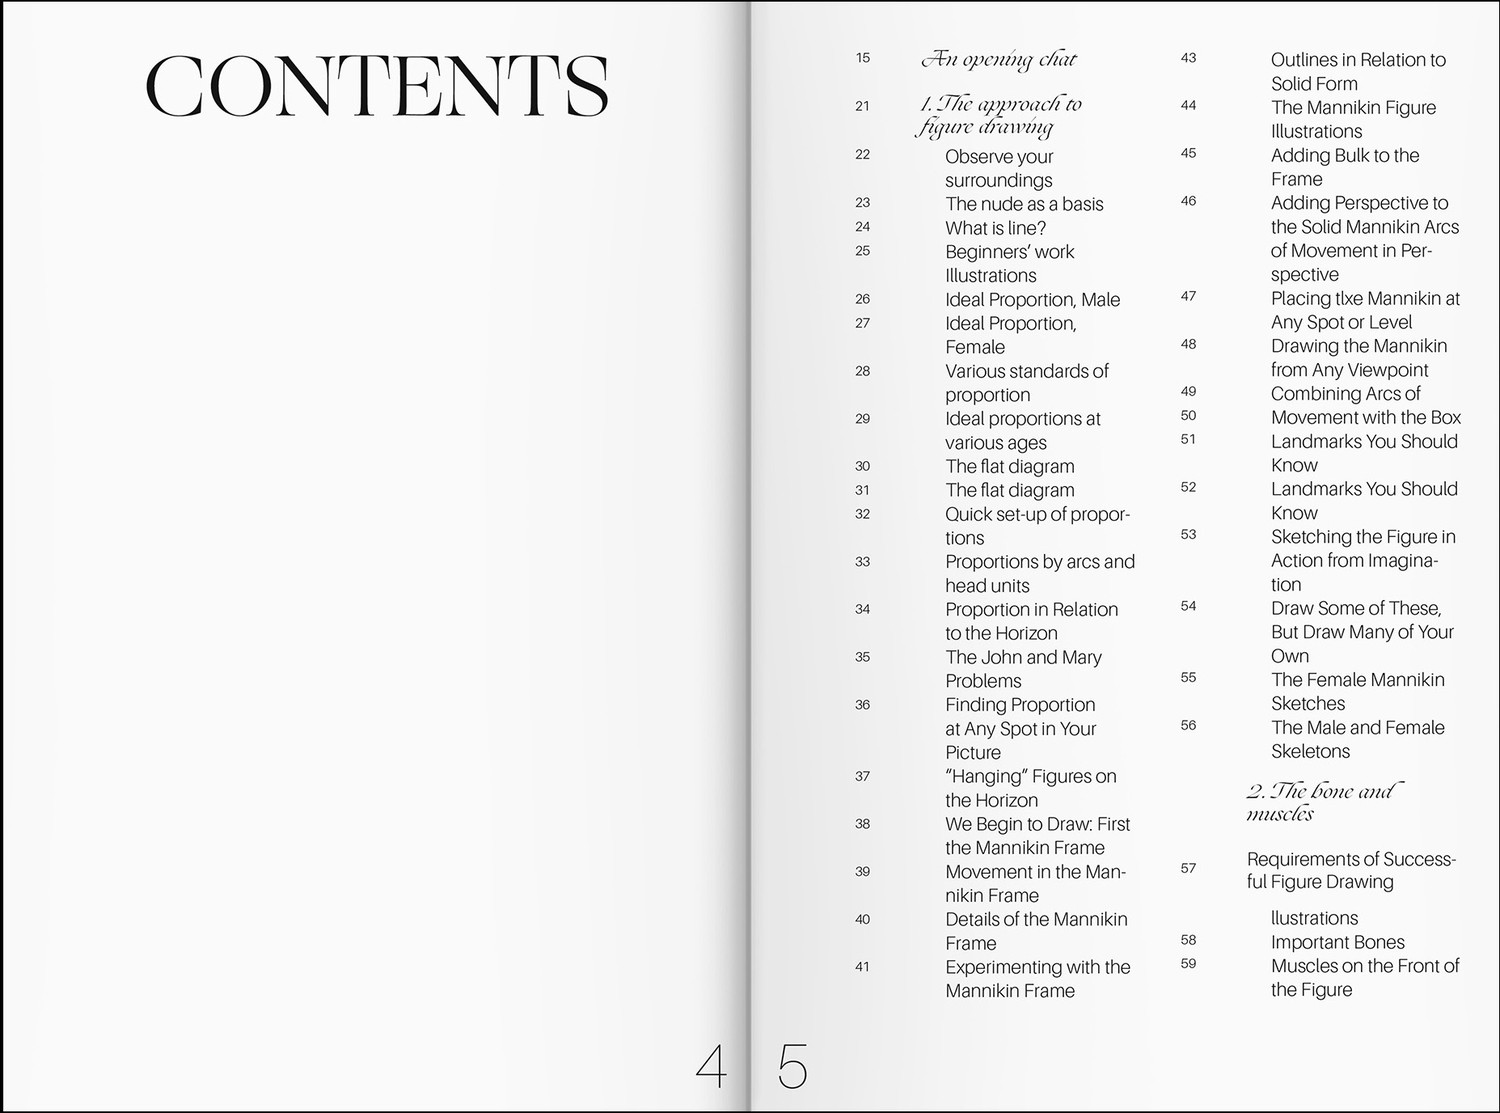 CONTENTS
15 An opening chat
21 1. The approach to
figure drawing
22 Observe your
surroundings
23 The nude as a basis
24 What is line?
25 Beginners’ work
Illustrations
26 Ideal Proportion, Male
27 Ideal Proportion,
Female
28 Various standards of
proportion
29 Ideal proportions at
various ages
30 The flat diagram
31 The flat diagram
32 Quick set-up of propor-
tions
33 Proportions by arcs and
head units
34 Proportion in Relation
to the Horizon
35 The John and Mary
Problems
36 Finding Proportion
at Any Spot in Your
Picture
37 “Hanging” Figures on
the Horizon
38 We Begin to Draw: First
the Mannikin Frame
39 Movement in the Man-
nikin Frame
40 Details of the Mannikin
Frame
41 Experimenting with the
Mannikin Frame
43 Outlines in Relation to
Solid Form
44 The Mannikin Figure
Illustrations
45 Adding Bulk to the
Frame
46 Adding Perspective to
the Solid Mannikin Arcs
of Movement in Per-
spective
47 Placing tlxe Mannikin at
Any Spot or Level
48 Drawing the Mannikin
from Any Viewpoint
49 Combining Arcs of
50 Movement with the Box
51 Landmarks You Should
Know
52 Landmarks You Should
Know
53 Sketching the Figure in
Action from Imagina-
tion
54 Draw Some of These,
But Draw Many of Your
Own
55 The Female Mannikin
Sketches
56 The Male and Female
Skeletons
2. The bone and
muscles
57 Requirements of Success-
ful Figure Drawing
llustrations
58 Important Bones
59 Muscles on the Front of
the Figure
4
5